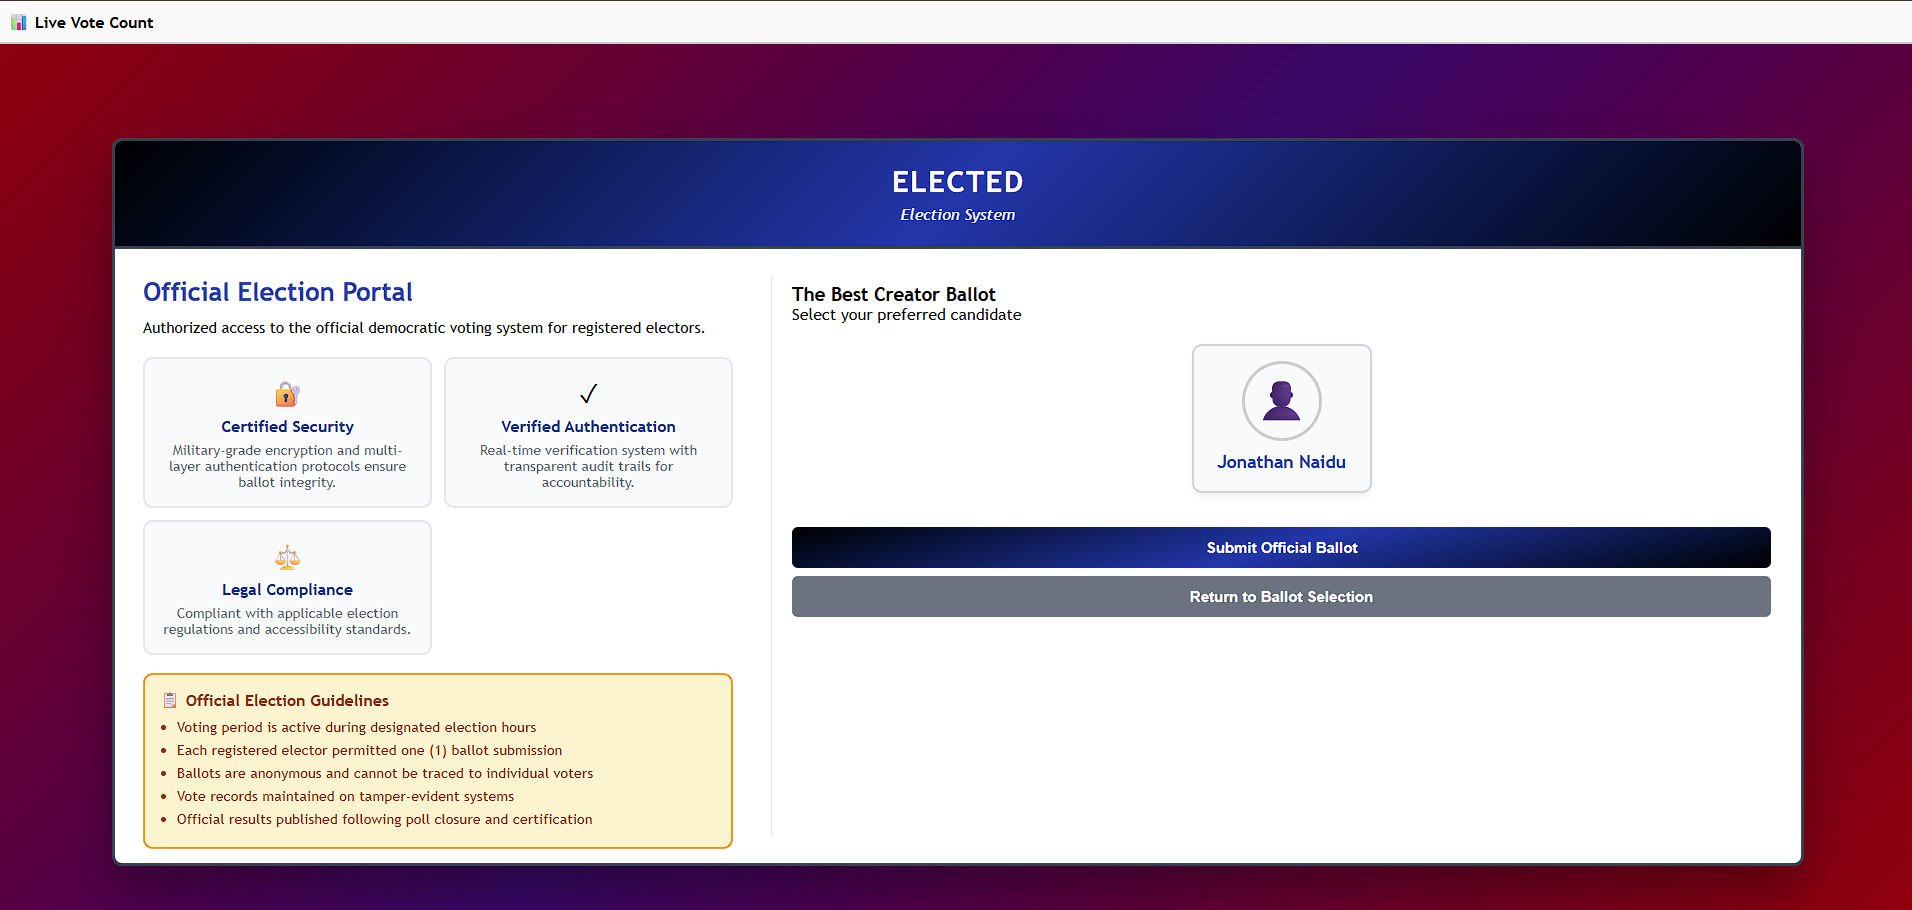 Live Vote Count
ELECTED
Election System
Official Election Portal
Authorized access to the official democratic voting system for registered electors.
Certified Security
Military-grade encryption and multi-
layer authentication protocols ensure
ballot integrity.
Verified Authentication
Real-time verification system with
transparent audit trails for
accountability.
Legal Compliance
Compliant with applicable election
regulations and accessibility standards.
Official Election Guidelines
• Voting period is active during designated election hours
• Each registered elector permitted one (1) ballot submission
• Ballots are anonymous and cannot be traced to individual voters
• Vote records maintained on tamper-evident systems
• Official results published following poll closure and certification
The Best Creator Ballot
Select your preferred candidate
Jonathan Naidu
Submit Official Ballot
Return to Ballot Selection